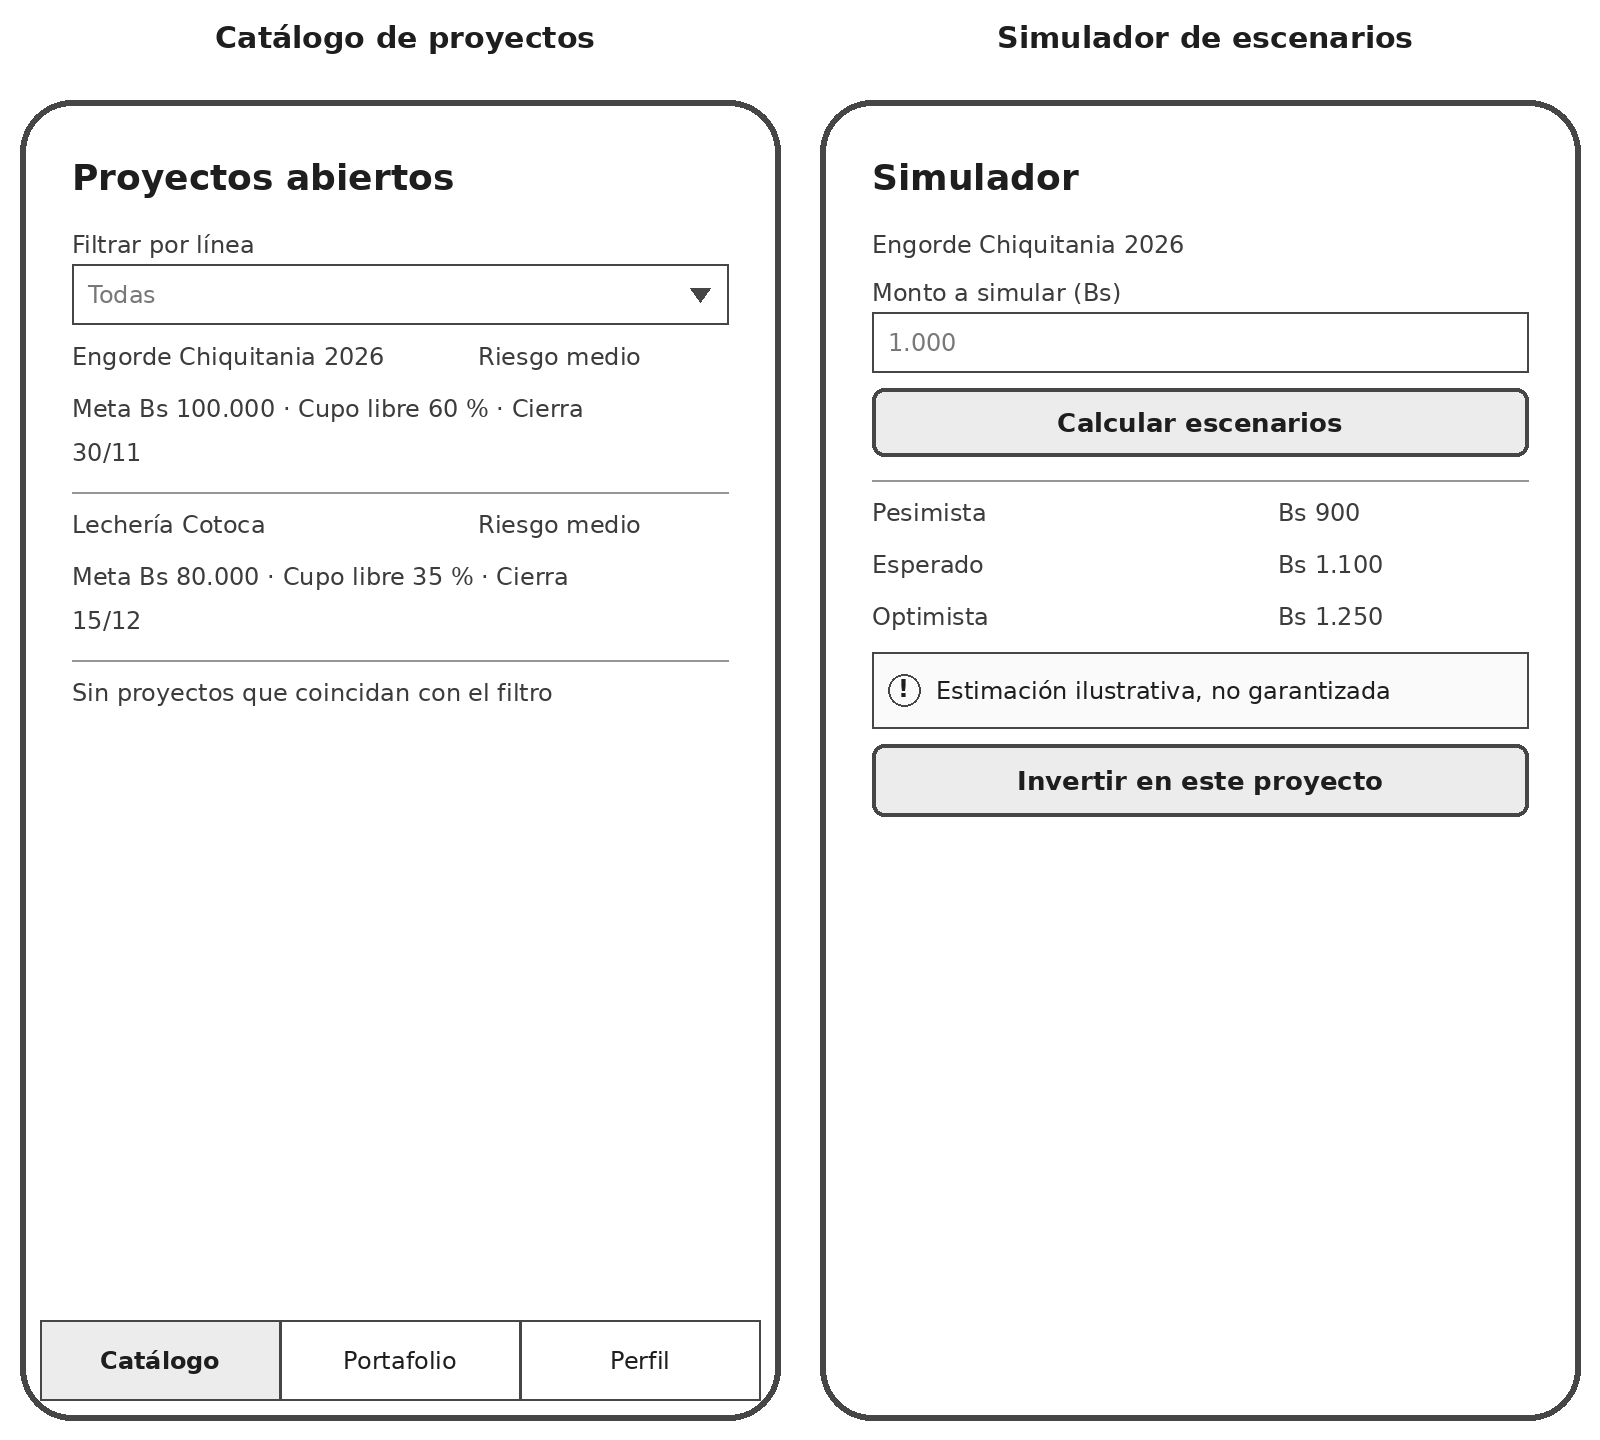 Catálogo de proyectos
Proyectos abiertos
Filtrar por línea
Todas
Engorde Chiquitania 2026 Riesgo medio
Meta Bs 100.000 · Cupo libre 60 % · Cierra
30/11
Lechería Cotoca Riesgo medio
Meta Bs 80.000 · Cupo libre 35 % · Cierra
15/12
Sin proyectos que coincidan con el filtro
Catálogo Portafolio Perfil
Simulador de escenarios
Simulador
Engorde Chiquitania 2026
Monto a simular (Bs)
1.000
Calcular escenarios
Pesimista Bs 900
Esperado Bs 1.100
Optimista Bs 1.250
! Estimación ilustrativa, no garantizada
Invertir en este proyecto